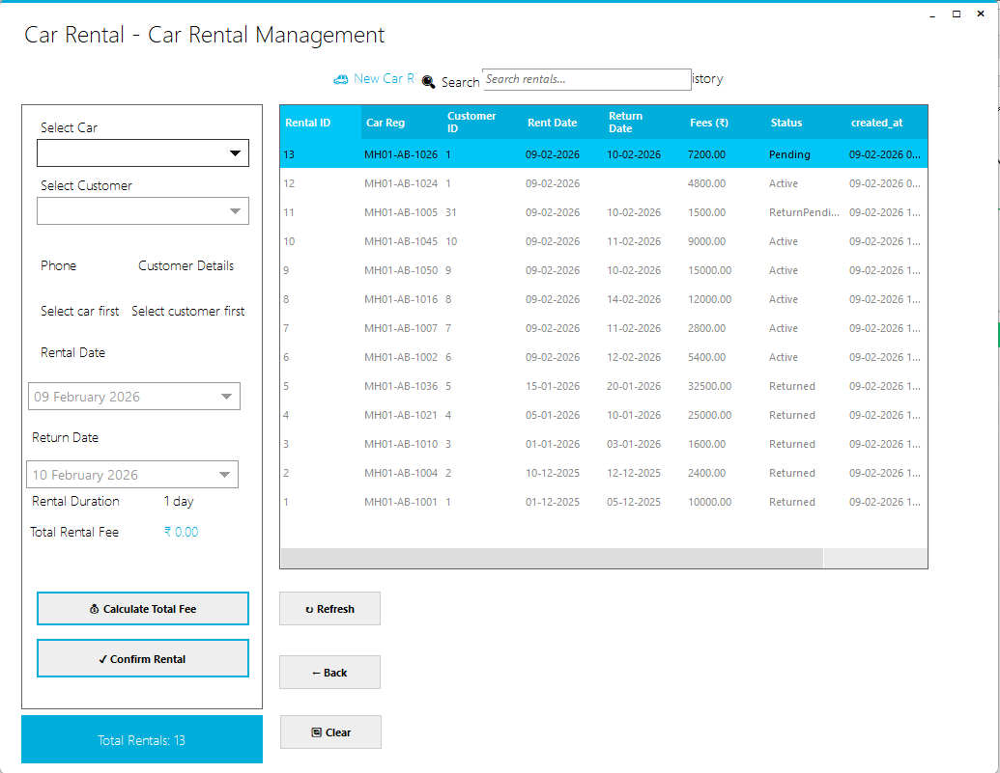 Car Rental - Car Rental Management
New Car R Search Search rentals... istory
Select Car
Select Customer
Phone Customer Details
Select car first Select customer first
Rental Date
09 February 2026
Return Date
10 February 2026
Rental Duration 1 day
Total Rental Fee ₹ 0.00
Calculate Total Fee
✓ Confirm Rental
Total Rentals: 13
Rental ID Car Reg Customer ID Rent Date Return Date Fees (₹) Status created_at
13 MH01-AB-1026 1 09-02-2026 10-02-2026 7200.00 Pending 09-02-2026 0...
12 MH01-AB-1024 1 09-02-2026 4800.00 Active 09-02-2026 0...
11 MH01-AB-1005 31 09-02-2026 10-02-2026 1500.00 ReturnPendi... 09-02-2026 1...
10 MH01-AB-1045 10 09-02-2026 11-02-2026 9000.00 Active 09-02-2026 1...
9 MH01-AB-1050 9 09-02-2026 10-02-2026 15000.00 Active 09-02-2026 1...
8 MH01-AB-1016 8 09-02-2026 14-02-2026 12000.00 Active 09-02-2026 1...
7 MH01-AB-1007 7 09-02-2026 11-02-2026 2800.00 Active 09-02-2026 1...
6 MH01-AB-1002 6 09-02-2026 12-02-2026 5400.00 Active 09-02-2026 1...
5 MH01-AB-1036 5 15-01-2026 20-01-2026 32500.00 Returned 09-02-2026 1...
4 MH01-AB-1021 4 05-01-2026 10-01-2026 25000.00 Returned 09-02-2026 1...
3 MH01-AB-1010 3 01-01-2026 03-01-2026 1600.00 Returned 09-02-2026 1...
2 MH01-AB-1004 2 10-12-2025 12-12-2025 2400.00 Returned 09-02-2026 1...
1 MH01-AB-1001 1 01-12-2025 05-12-2025 10000.00 Returned 09-02-2026 1...
↻ Refresh
← Back
Clear